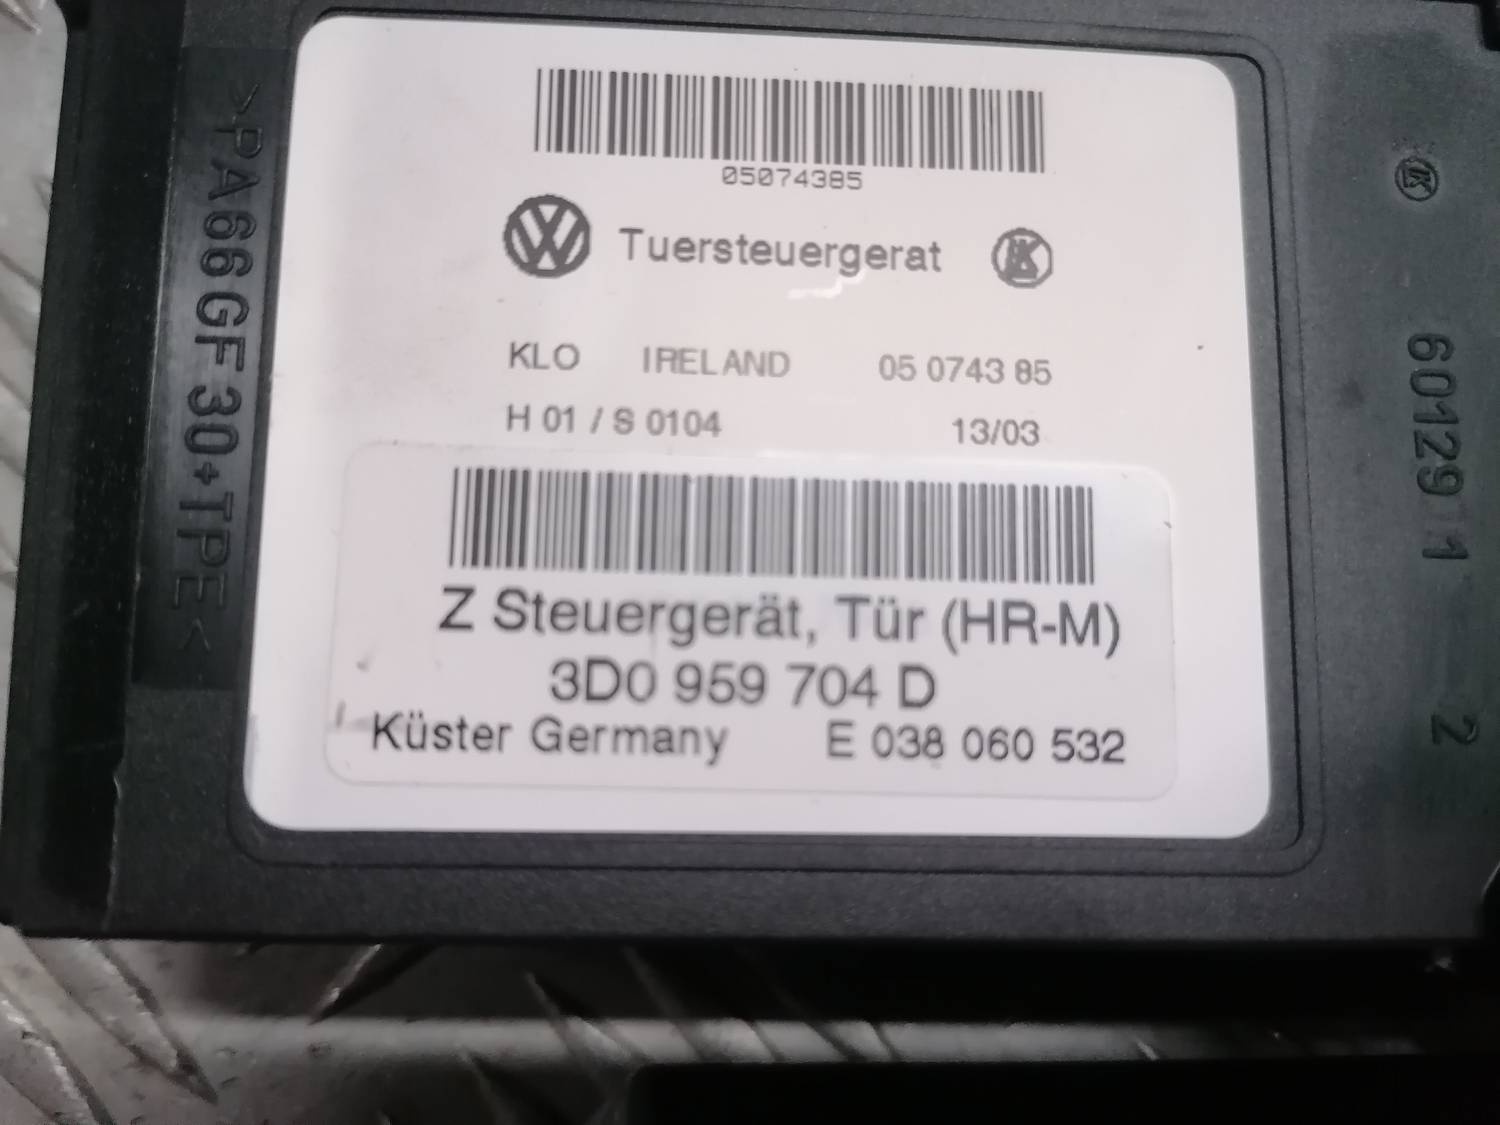 05074385
Tuersteuergerat
KLO IRELAND 05 0743 85
H 01 / S 0104 13/03
Z Steuergerät, Tür (HR-M)
3D0 959 704 D
Küster Germany E 038 060 532
>PA66GF30+TPE<
60129 1 1 2